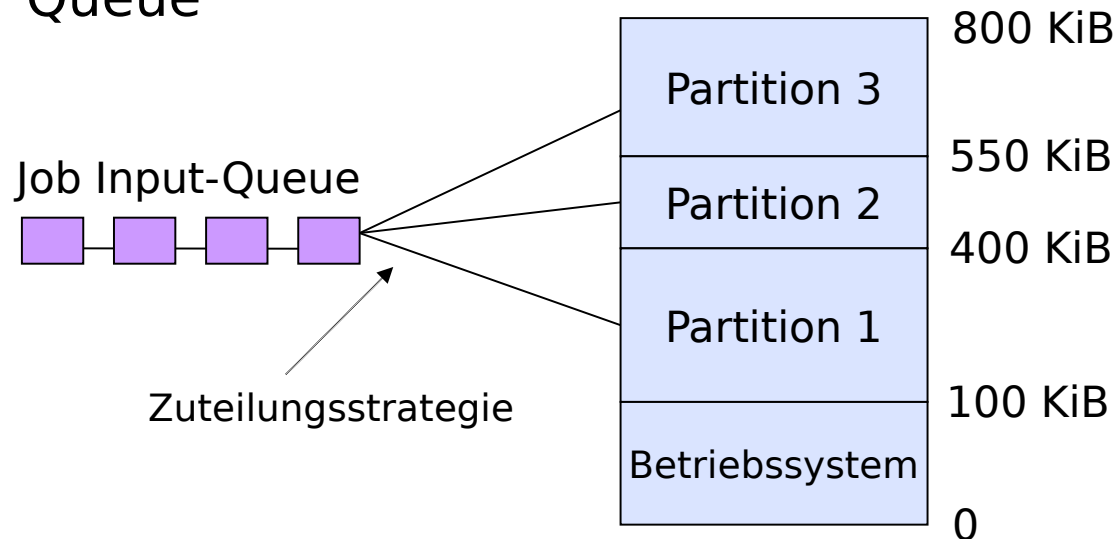 Queue
800 KiB
Partition 3
550 KiB
Job Input-Queue
Partition 2
400 KiB
Partition 1
Zuteilungsstrategie
100 KiB
Betriebssystem
0